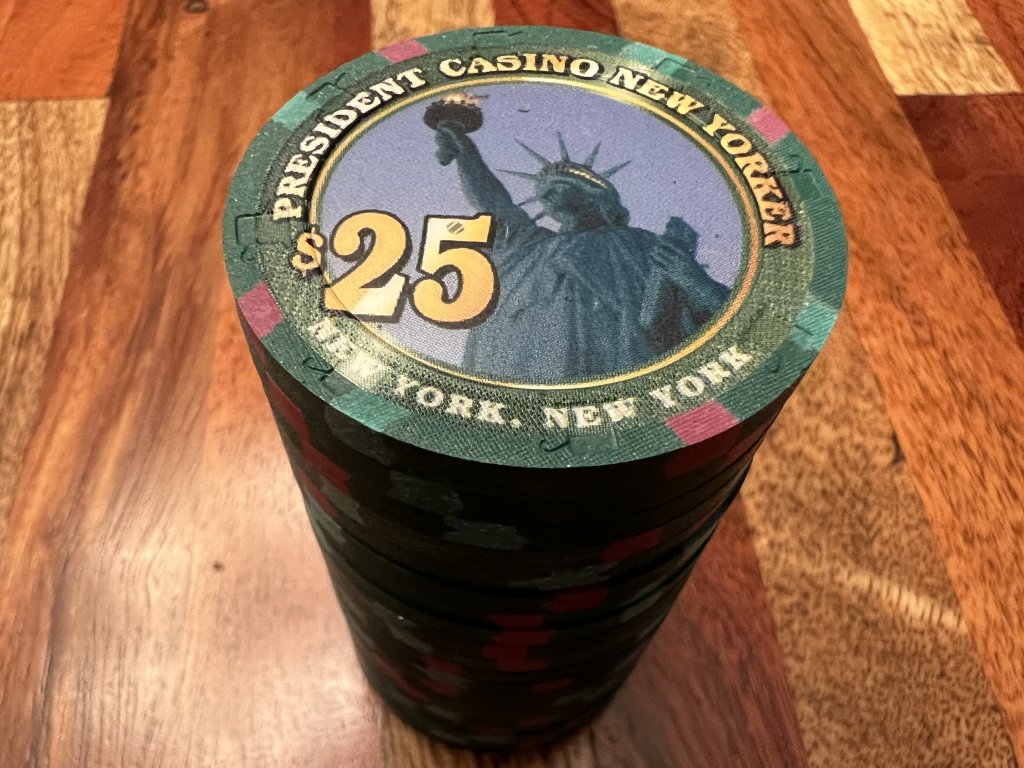 PRESIDENT CASINO NEW YORKER
$25
NEW YORK, NEW YORK